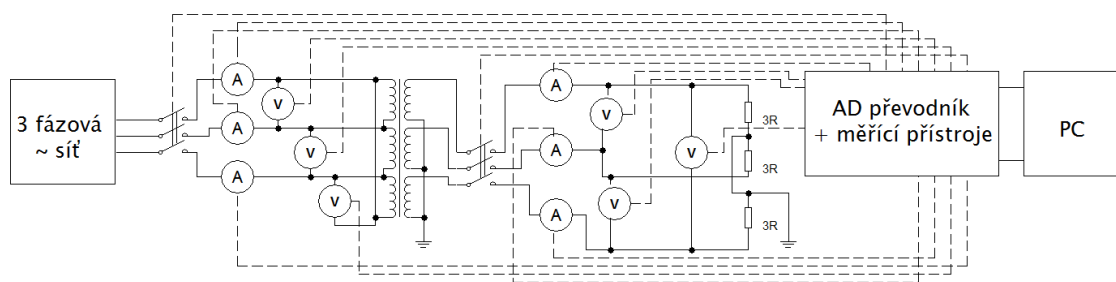 3 fázová
~ síť
A
A
A
V
V
V
A
A
A
V
V
V
3R
3R
3R
AD převodník
+ měřící přístroje
PC